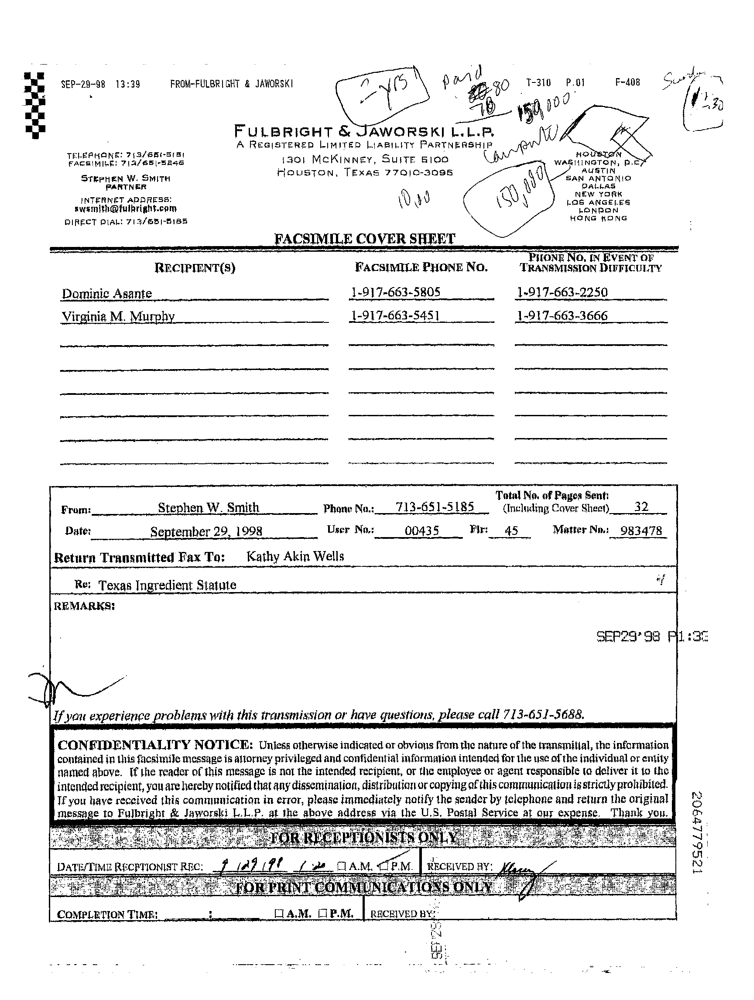 SEP-29-98 13:39 FROM-FULBRIGHT & JAWORSKI T-310 P.01 F-408
paid
80
70
150,000
150,000
10,00
FULBRIGHT & JAWORSKI L.L.P.
A REGISTERED LIMITED LIABILITY PARTNERSHIP
1301 MCKINNEY, SUITE 5100
HOUSTON, TEXAS 77010-3095
TELEPHONE: 713/651-5151
FACSIMILE: 713/651-5246
STEPHEN W. SMITH
PARTNER
INTERNET ADDRESS:
swsmith@fulbright.com
DIRECT DIAL: 713/651-5185
HOUSTON
WASHINGTON, D.C.
AUSTIN
SAN ANTONIO
DALLAS
NEW YORK
LOS ANGELES
LONDON
HONG KONG
FACSIMILE COVER SHEET
RECIPIENT(S) FACSIMILE PHONE NO. PHONE NO. IN EVENT OF TRANSMISSION DIFFICULTY
Dominic Asante 1-917-663-5805 1-917-663-2250
Virginia M. Murphy 1-917-663-5451 1-917-663-3666
From: Stephen W. Smith Phone No.: 713-651-5185 Total No. of Pages Sent: (Including Cover Sheet) 32
Date: September 29, 1998 User No.: 00435 Flr: 45 Matter No.: 983478
Return Transmitted Fax To: Kathy Akin Wells
Re: Texas Ingredient Statute
REMARKS:
SEP29'98 P1:39
If you experience problems with this transmission or have questions, please call 713-651-5688.
CONFIDENTIALITY NOTICE: Unless otherwise indicated or obvious from the nature of the transmittal, the information
contained in this facsimile message is attorney privileged and confidential information intended for the use of the individual or entity
named above. If the reader of this message is not the intended recipient, or the employee or agent responsible to deliver it to the
intended recipient, you are hereby notified that any dissemination, distribution or copying of this communication is strictly prohibited.
If you have received this communication in error, please immediately notify the sender by telephone and return the original
message to Fulbright & Jaworski L.L.P. at the above address via the U.S. Postal Service at our expense. Thank you.
FOR RECEPTIONISTS ONLY
DATE/TIME RECPTIONIST REC: 9/29/98 1:20 □ A.M. □ P.M. RECEIVED BY:
FOR PRINT COMMUNICATIONS ONLY
COMPLETION TIME: : □ A.M. □ P.M. RECEIVED BY:
2064779521